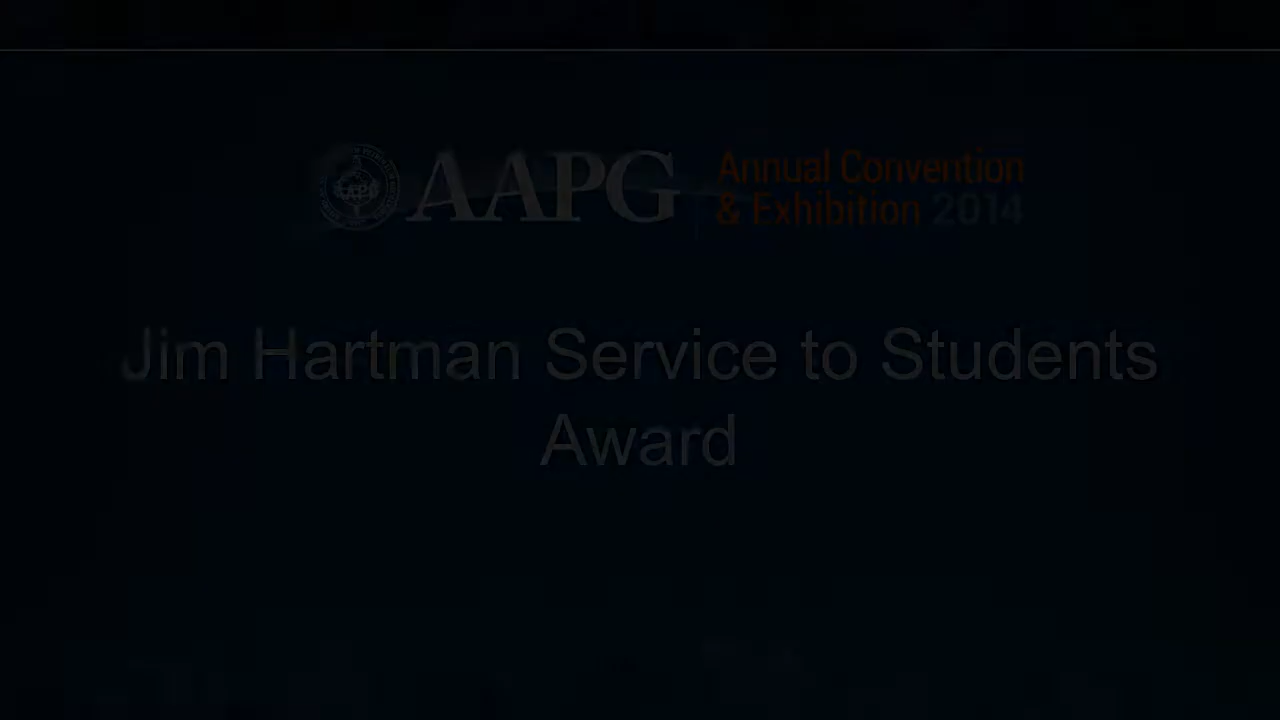 AAPG
Annual Convention
& Exhibition 2014
Jim Hartman Service to Students
Award